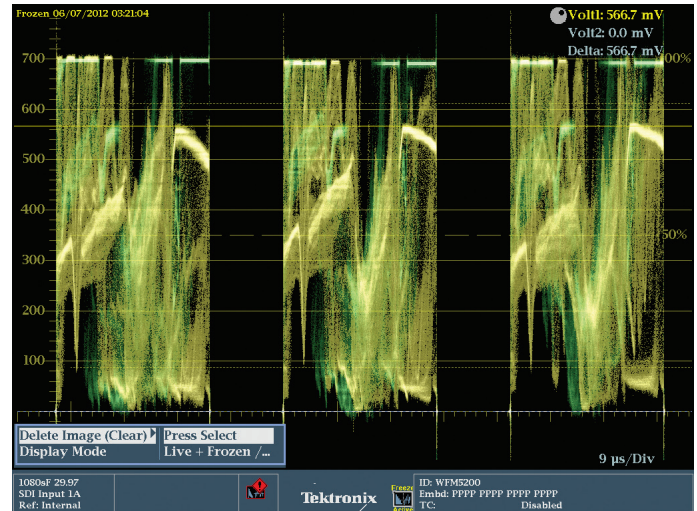 Frozen 06/07/2012 03:21:04
Volt1: 566.7 mV
Volt2: 0.0 mV
Delta: 566.7 mV
700
100%
600
500
400
300
50%
200
100
Delete Image (Clear) Press Select
Display Mode Live + Frozen /...
9 µs/Div
1080sF 29.97
SDI Input 1A
Ref: Internal
Tektronix
Freeze
Active
ID: WFM5200
Embd: PPPP PPPP PPPP PPPP
TC: Disabled